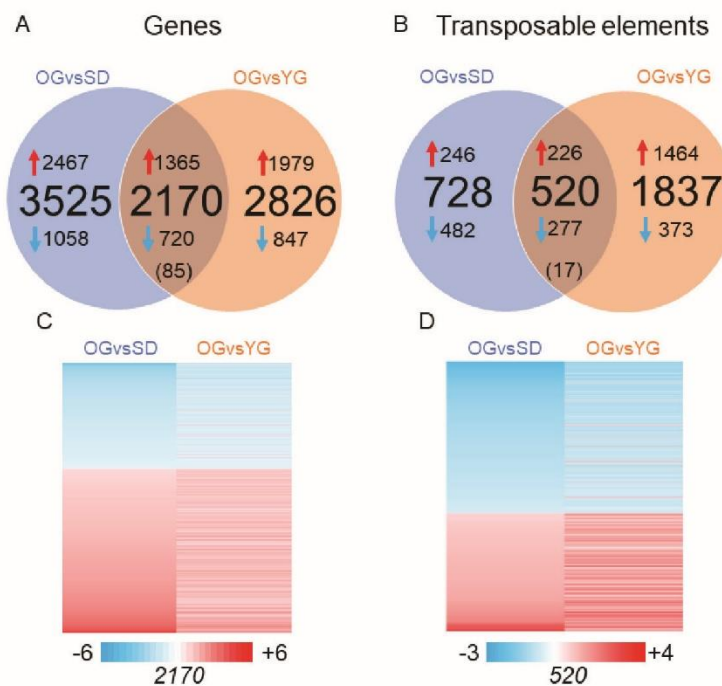 A Genes
OGvsSD OGvsYG
2467 1365 1979
3525 2170 2826
1058 720 847
(85)
B Transposable elements
OGvsSD OGvsYG
246 226 1464
728 520 1837
482 277 373
(17)
C
OGvsSD OGvsYG
-6 +6
2170
D
OGvsSD OGvsYG
-3 +4
520